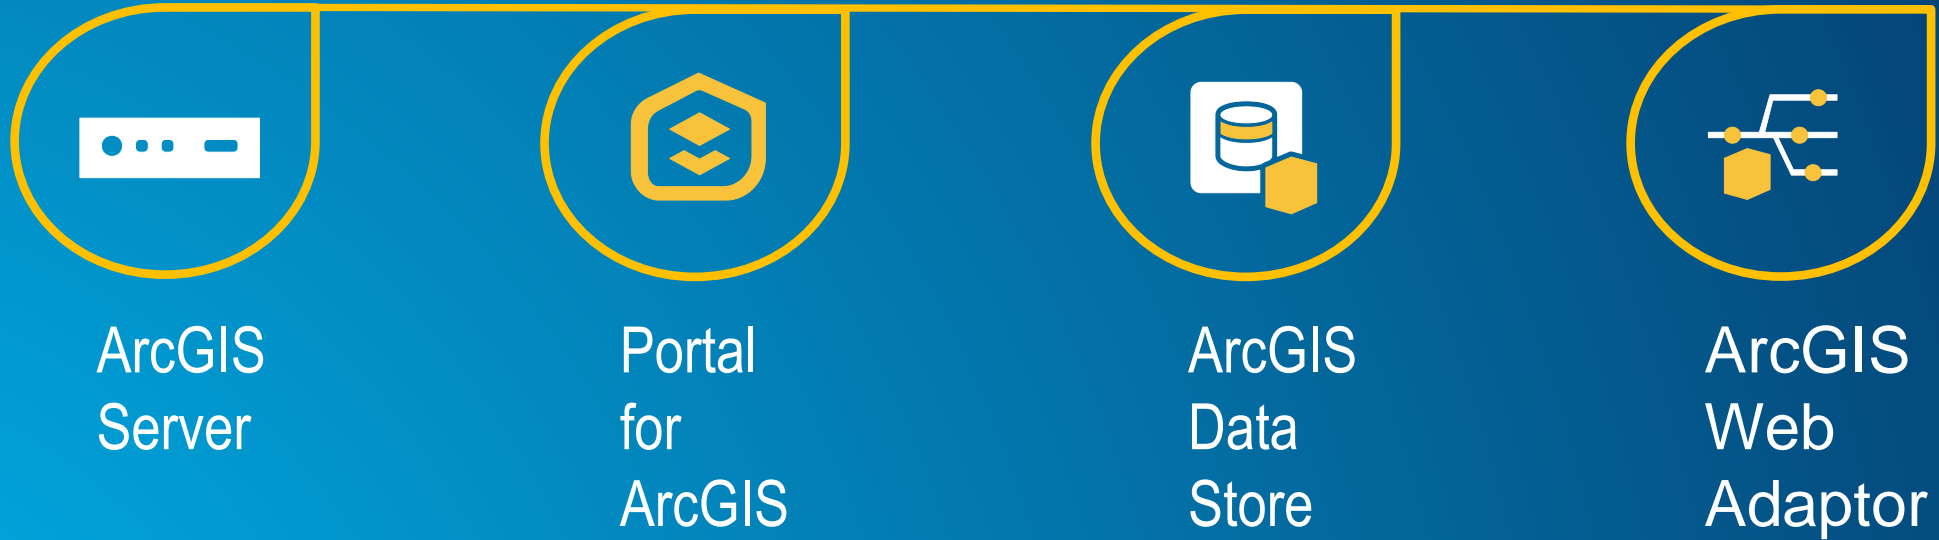 ArcGIS
Server
Portal
for
ArcGIS
ArcGIS
Data
Store
ArcGIS
Web
Adaptor